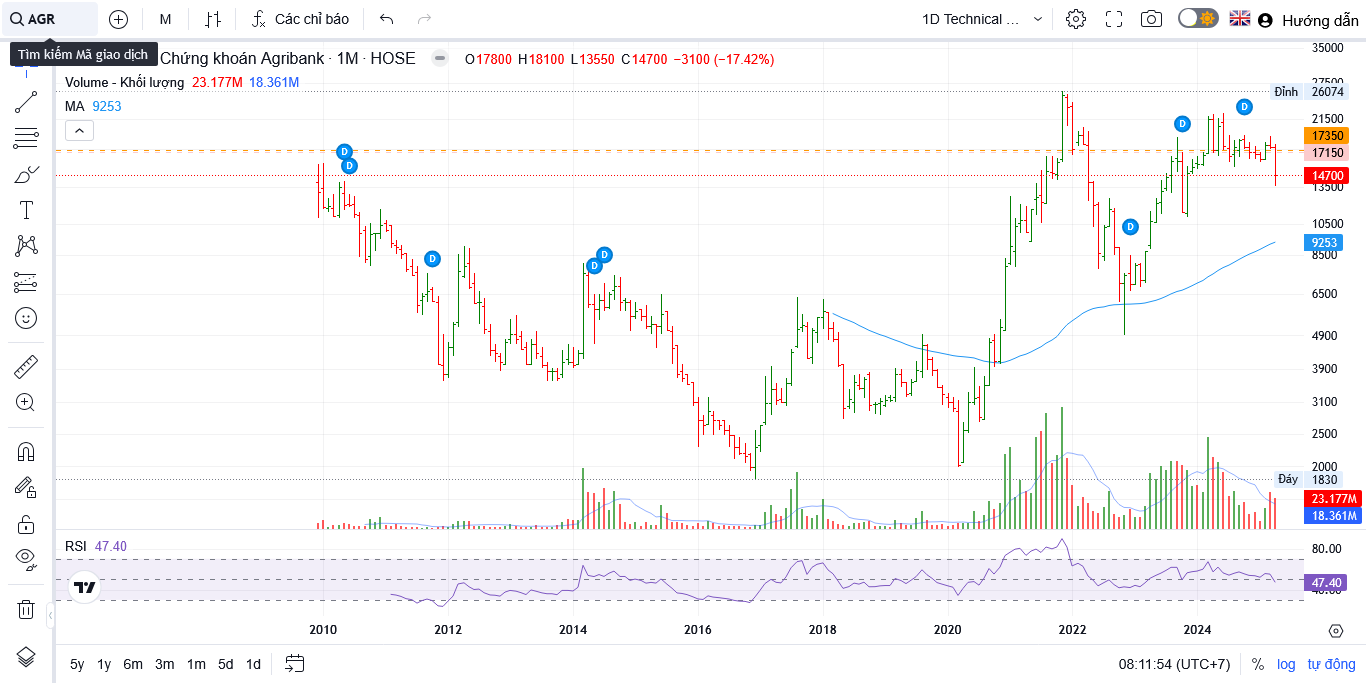 AGR M Các chỉ báo 1D Technical ... Hướng dẫn
Tìm kiếm Mã giao dịch
Chứng khoán Agribank · 1M · HOSE O17800 H18100 L13550 C14700 −3100 (−17.42%)
Volume - Khối lượng 23.177M 18.361M
MA 9253
35000
27500
Đỉnh 26074
21500
17350
17150
14700
13500
10500
9253
8500
6500
4900
3900
3100
2500
2000
Đáy 1830
23.177M
18.361M
D
D
D
D
D
D
D
D
RSI 47.40
80.00
47.40
40.00
2010 2012 2014 2016 2018 2020 2022 2024
5y 1y 6m 3m 1m 5d 1d 08:11:54 (UTC+7) % log tự động